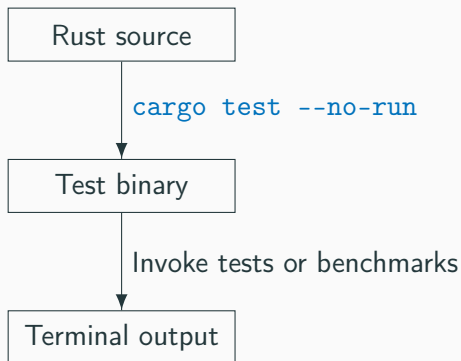 Rust source
cargo test --no-run
Test binary
Invoke tests or benchmarks
Terminal output